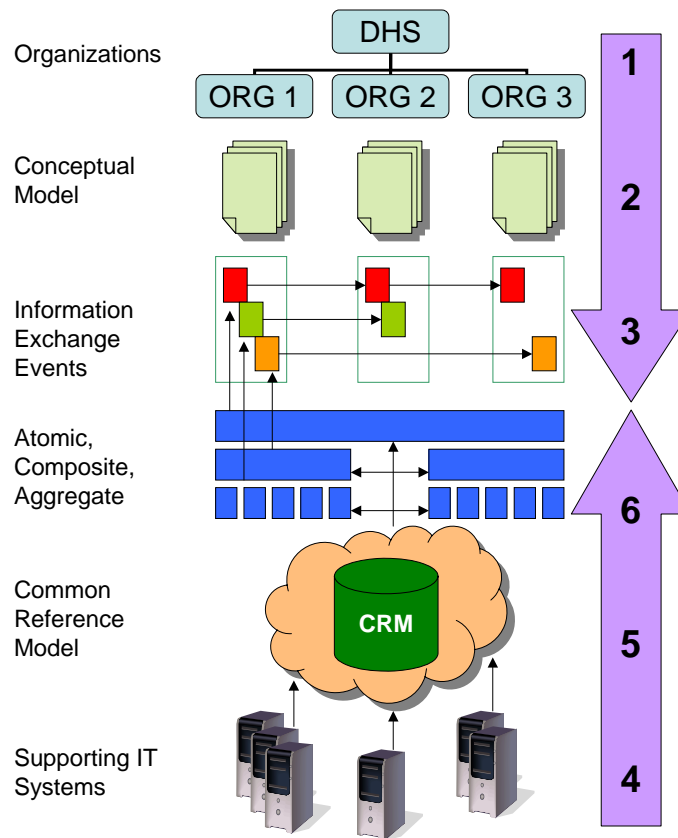 Organizations
DHS
ORG 1
ORG 2
ORG 3
1
Conceptual
Model
2
Information
Exchange
Events
3
Atomic,
Composite,
Aggregate
6
Common
Reference
Model
CRM
5
Supporting IT
Systems
4